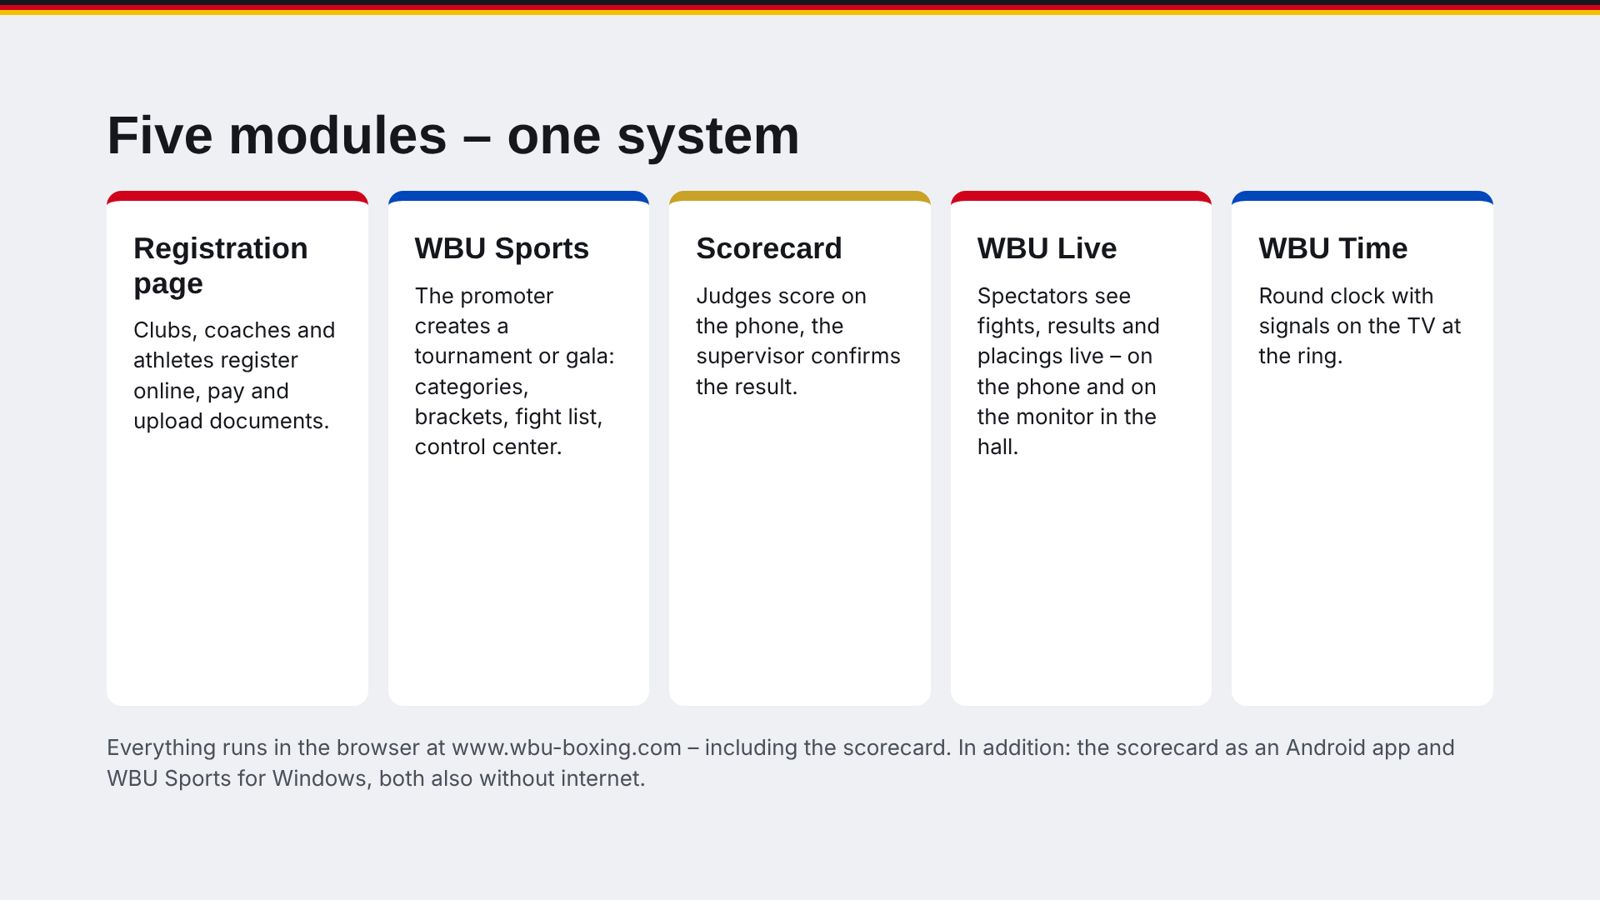 Five modules – one system
Registration
page
Clubs, coaches and
athletes register
online, pay and
upload documents.
WBU Sports
The promoter
creates a
tournament or gala:
categories,
brackets, fight list,
control center.
Scorecard
Judges score on
the phone, the
supervisor confirms
the result.
WBU Live
Spectators see
fights, results and
placings live – on
the phone and on
the monitor in the
hall.
WBU Time
Round clock with
signals on the TV at
the ring.
Everything runs in the browser at www.wbu-boxing.com – including the scorecard. In addition: the scorecard as an Android app and
WBU Sports for Windows, both also without internet.